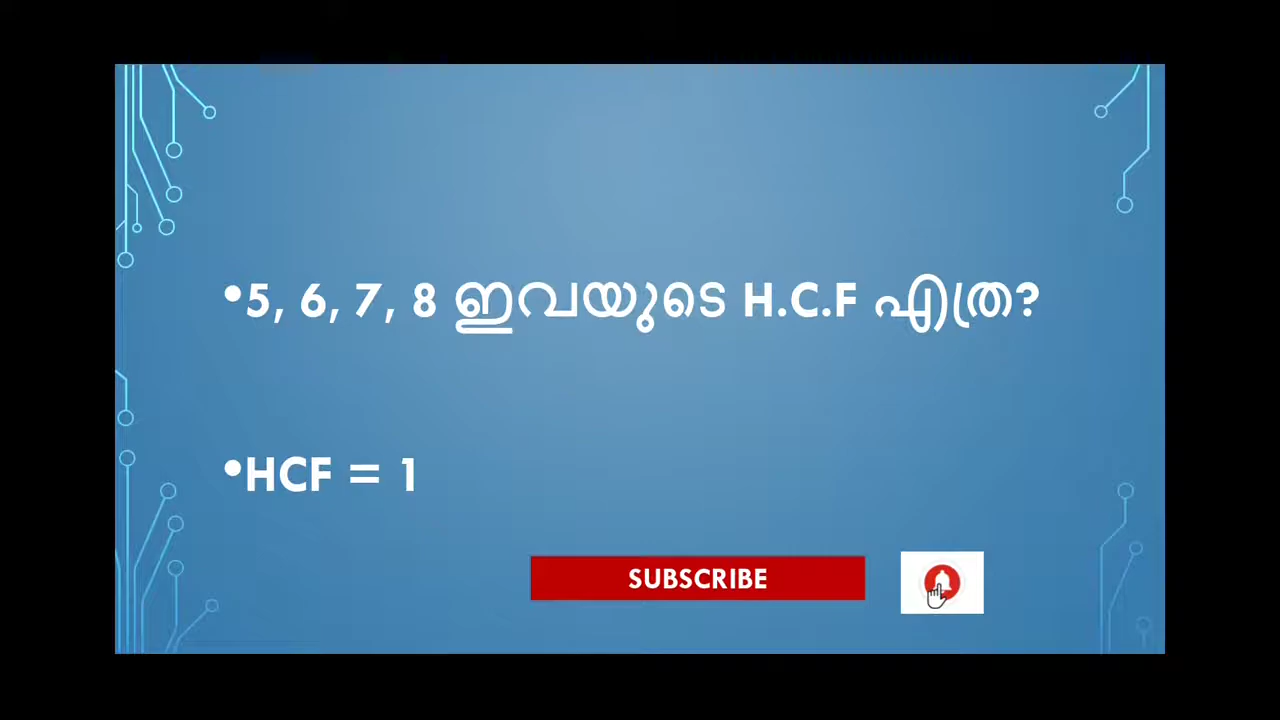 •5, 6, 7, 8 ഇവയുടെ H.C.F എത്ര?
•HCF = 1
SUBSCRIBE